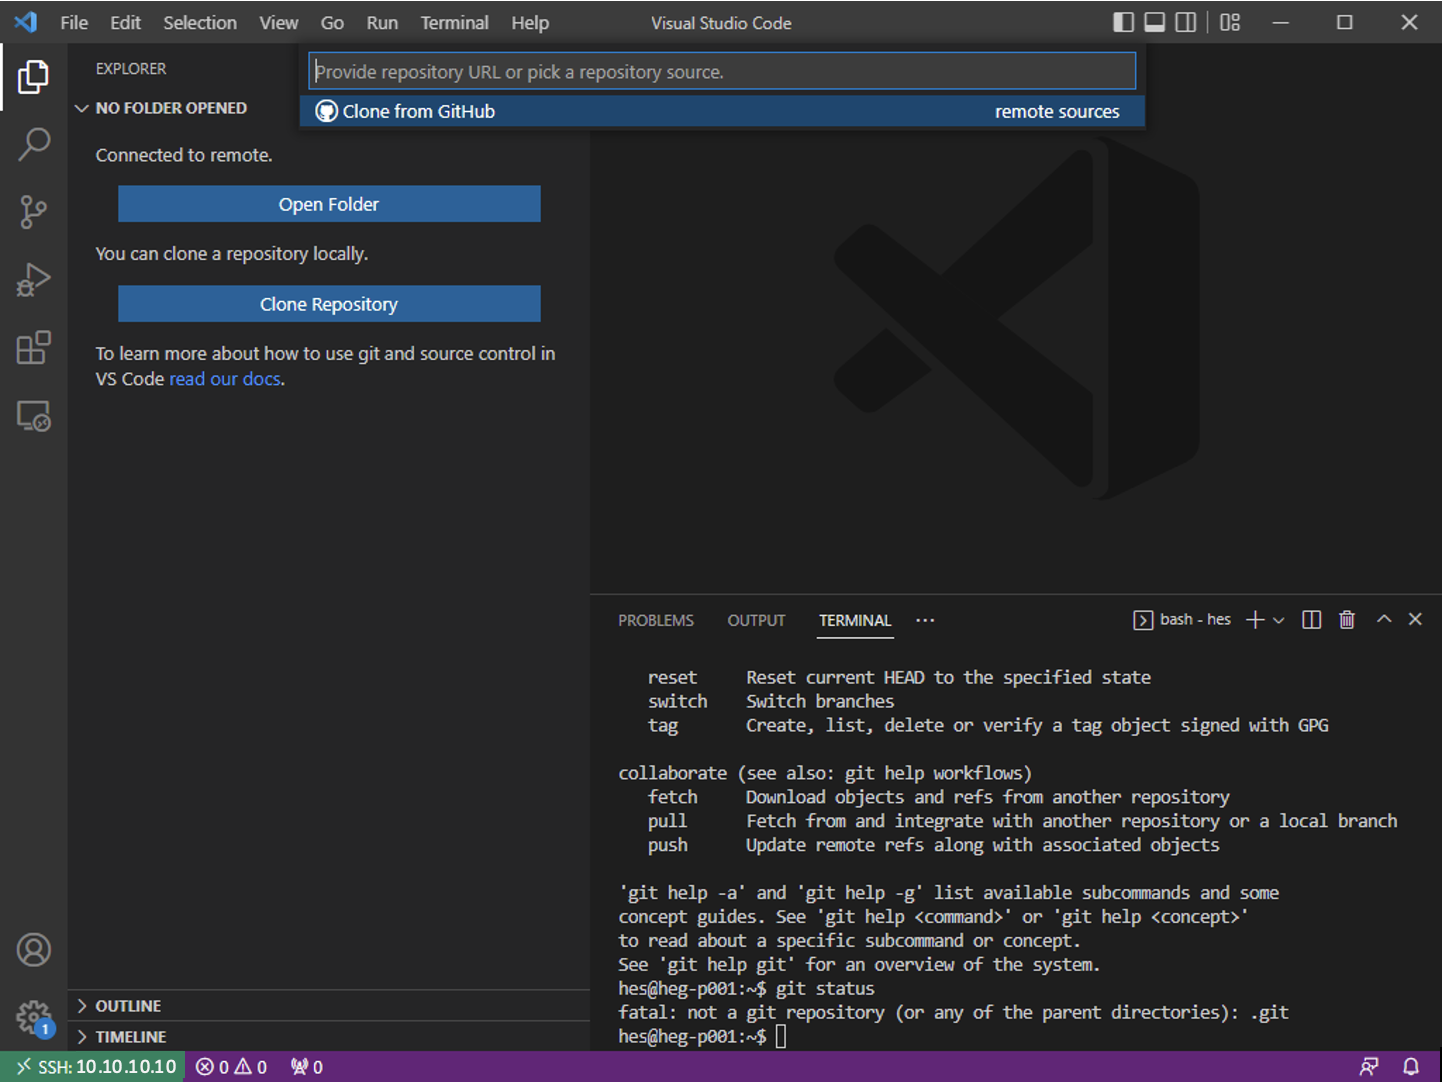 File Edit Selection View Go Run Terminal Help Visual Studio Code
EXPLORER
Provide repository URL or pick a repository source.
NO FOLDER OPENED
Clone from GitHub remote sources
Connected to remote.
Open Folder
You can clone a repository locally.
Clone Repository
To learn more about how to use git and source control in
VS Code read our docs.
PROBLEMS OUTPUT TERMINAL ··· bash - hes
reset Reset current HEAD to the specified state
switch Switch branches
tag Create, list, delete or verify a tag object signed with GPG
collaborate (see also: git help workflows)
fetch Download objects and refs from another repository
pull Fetch from and integrate with another repository or a local branch
push Update remote refs along with associated objects
'git help -a' and 'git help -g' list available subcommands and some
concept guides. See 'git help <command>' or 'git help <concept>'
to read about a specific subcommand or concept.
See 'git help git' for an overview of the system.
hes@heg-p001:~$ git status
fatal: not a git repository (or any of the parent directories): .git
hes@heg-p001:~$
OUTLINE
1
TIMELINE
SSH: 10.10.10.10 0 0 0